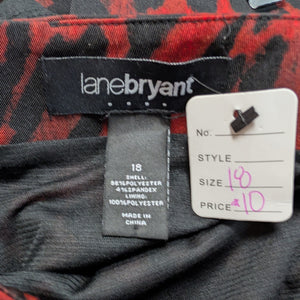 lanebryant
18
SHELL:
96%POLYESTER
4%SPANDEX
LINING:
100%POLYESTER
MADE IN
CHINA
No:
STYLE
SIZE 18
PRICE $10